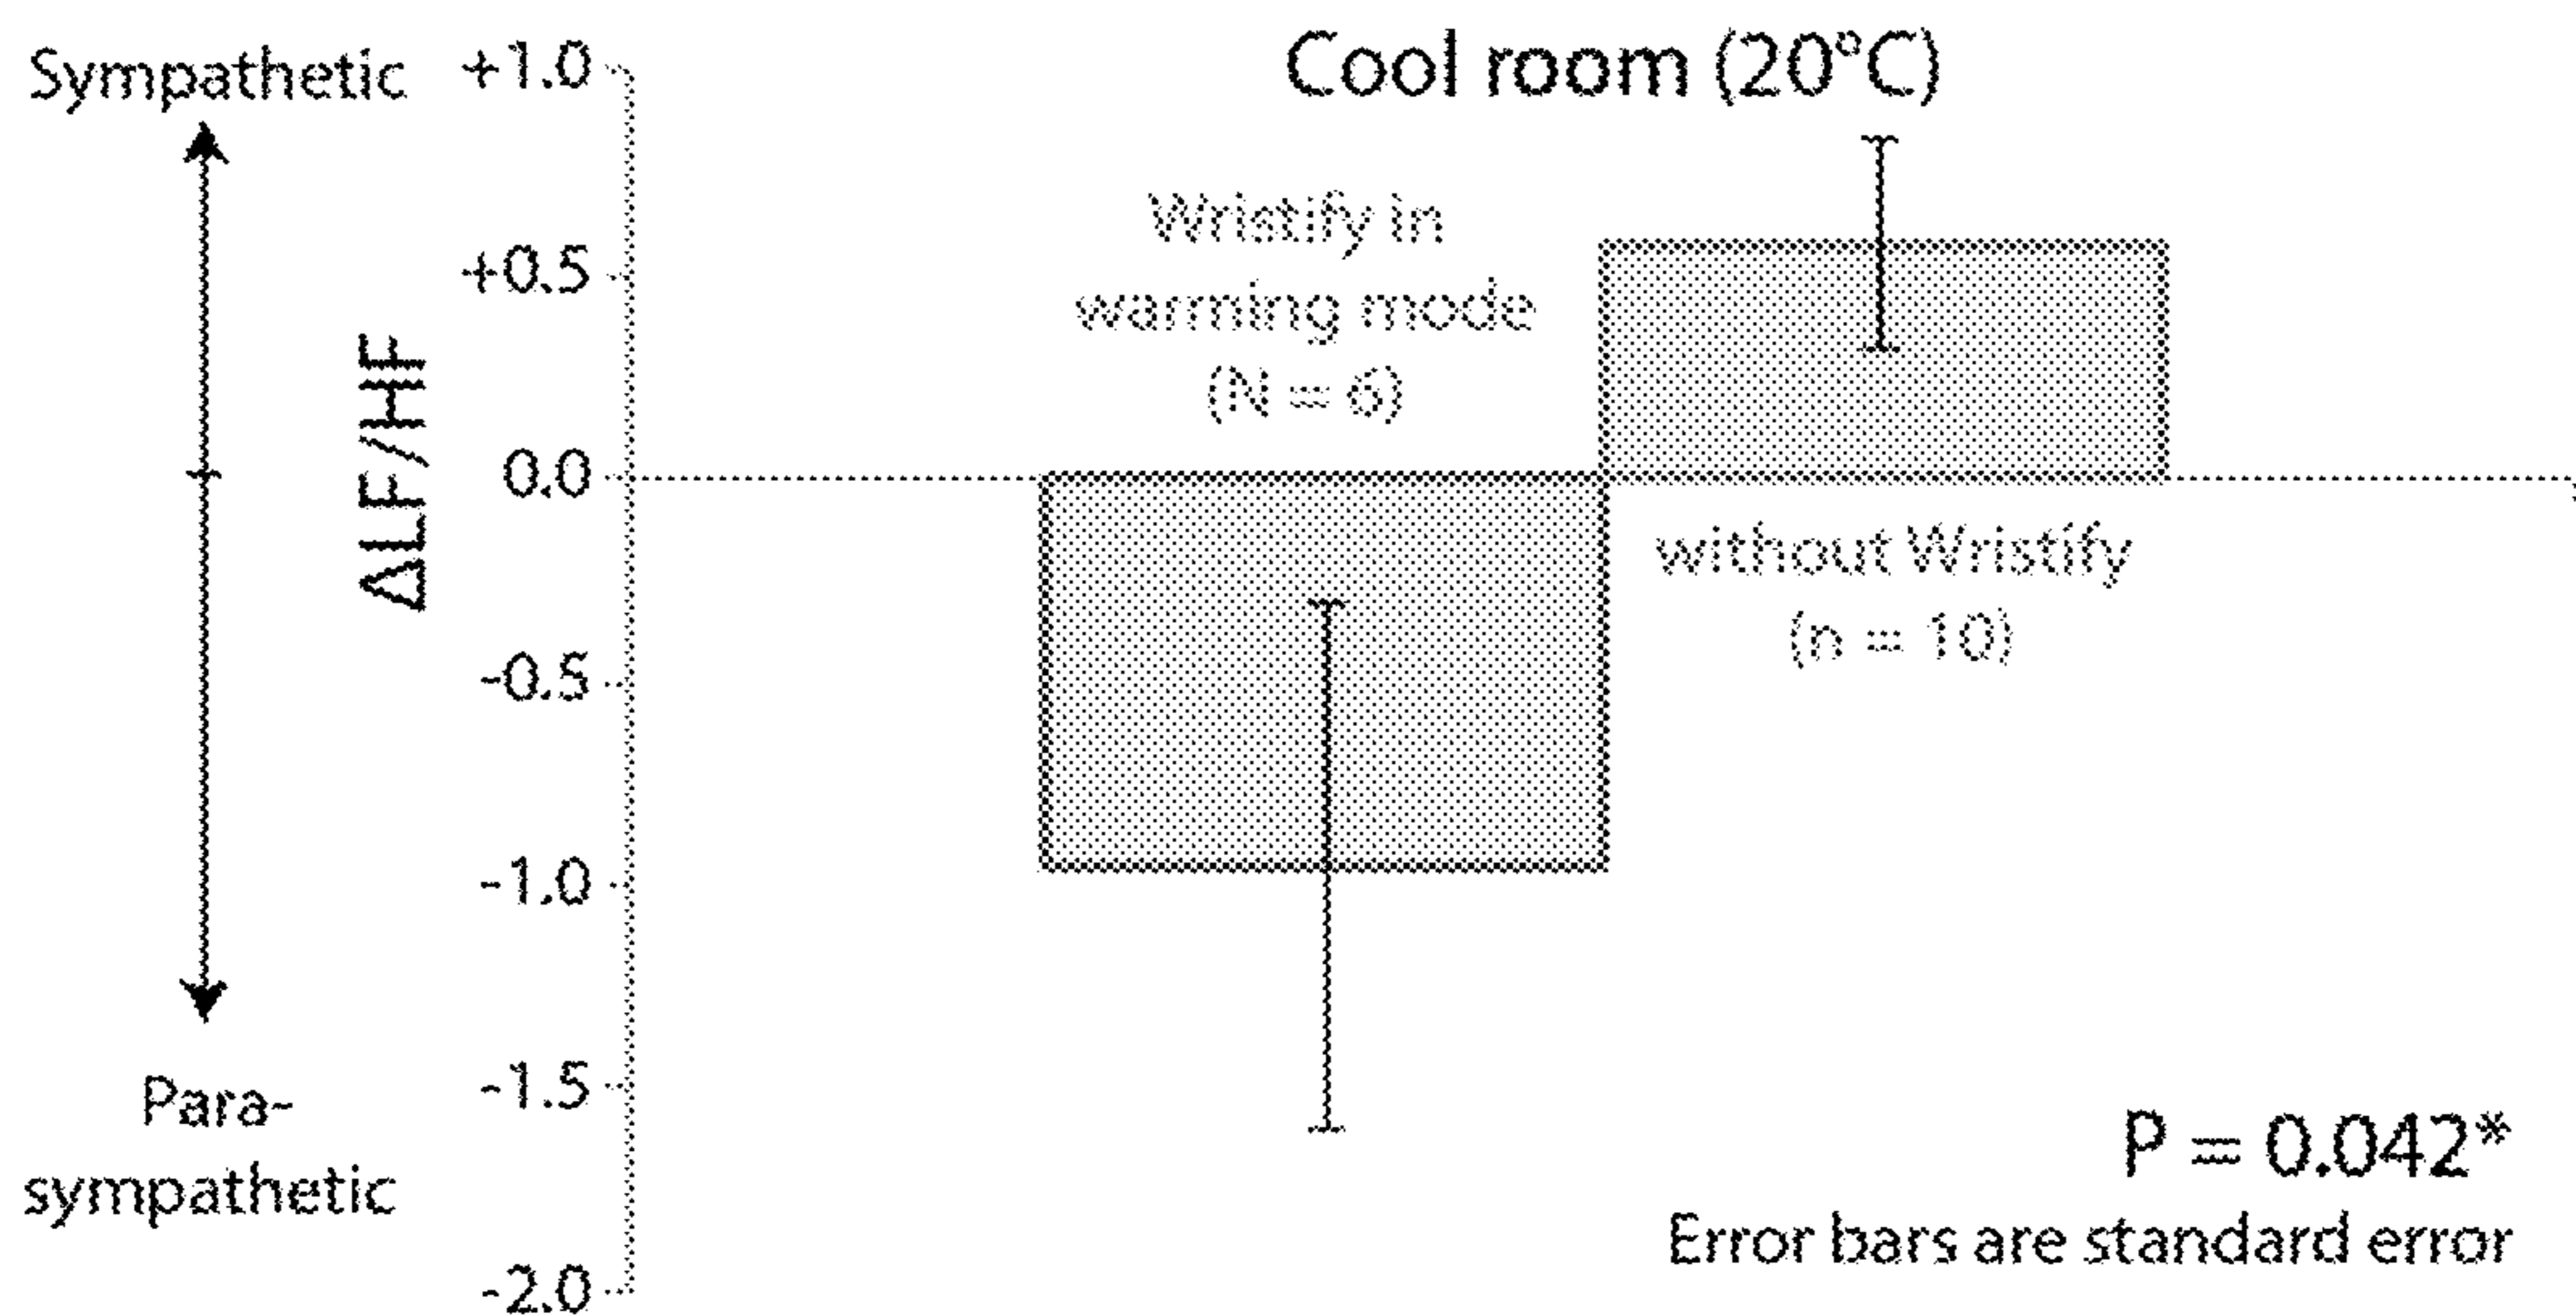 Cool room (20°C)
Sympathetic
Para-
sympathetic
ΔLF/HF
+1.0
+0.5
0.0
-0.5
-1.0
-1.5
-2.0
Wristify in
warming mode
(N = 6)
without Wristify
(n = 10)
P = 0.042*
Error bars are standard error